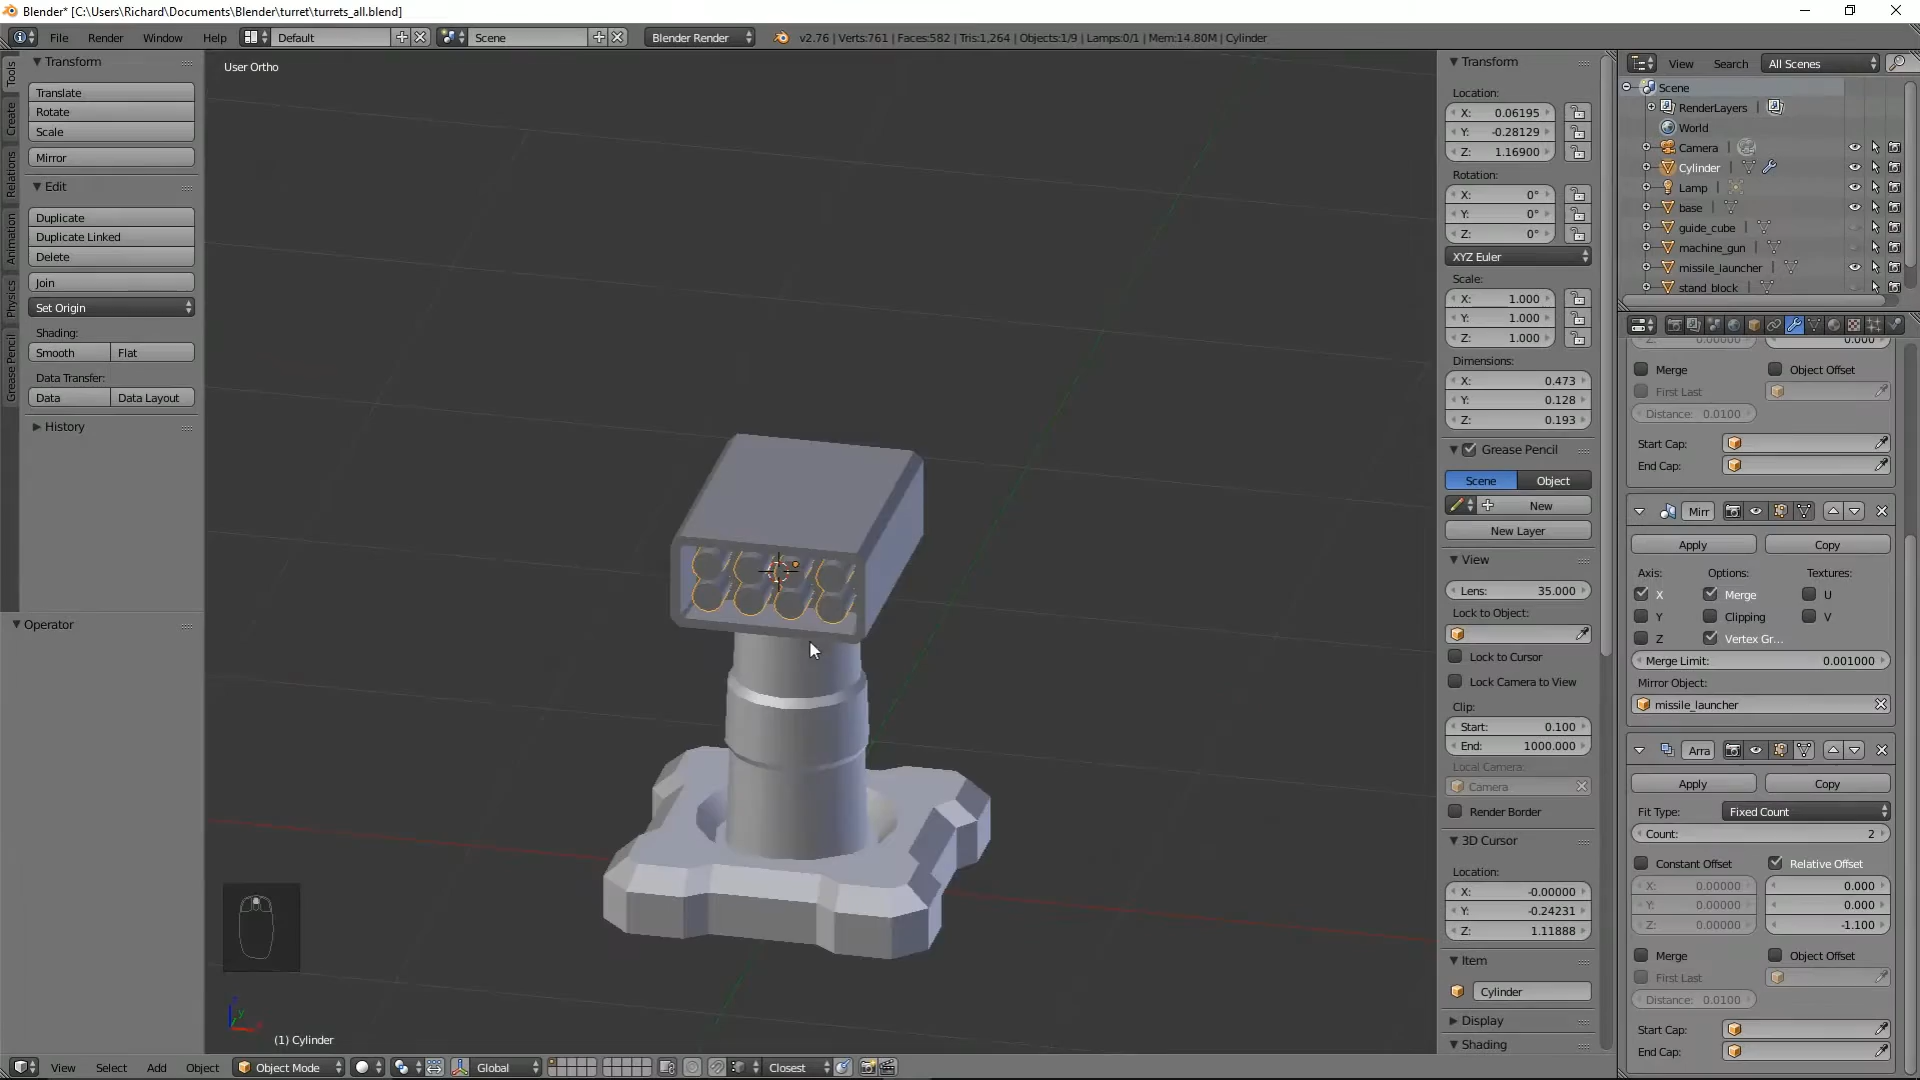 Blender* [C:\Users\Richard\Documents\Blender\turret\turrets_all.blend]
File Render Window Help Default Scene Blender Render v2.76 | Verts:761 | Faces:582 | Tris:1,264 | Objects:1/9 | Lamps:0/1 | Mem:14.80M | Cylinder
Tools
Create
Relations
Animation
Physics
Grease Pencil
Transform
Translate
Rotate
Scale
Mirror
Edit
Duplicate
Duplicate Linked
Delete
Join
Set Origin
Shading:
Smooth Flat
Data Transfer:
Data Data Layout
History
Operator
User Ortho
(1) Cylinder
View Select Add Object Object Mode Global Closest
Transform
Location:
X: 0.06195
Y: -0.28129
Z: 1.16900
Rotation:
X: 0°
Y: 0°
Z: 0°
XYZ Euler
Scale:
X: 1.000
Y: 1.000
Z: 1.000
Dimensions:
X: 0.473
Y: 0.128
Z: 0.193
Grease Pencil
Scene Object
New
New Layer
View
Lens: 35.000
Lock to Object:
Lock to Cursor
Lock Camera to View
Clip:
Start: 0.100
End: 1000.000
Local Camera:
Camera
Render Border
3D Cursor
Location:
X: -0.00000
Y: -0.24231
Z: 1.11888
Item
Cylinder
Display
Shading
View Search All Scenes
Scene
RenderLayers
World
Camera
Cylinder
Lamp
base
guide_cube
machine_gun
missile_launcher
stand_block
Z: 0.00000 0.000
Merge Object Offset
First Last
Distance: 0.0100
Start Cap:
End Cap:
Mirr
Apply Copy
Axis: Options: Textures:
X Merge U
Y Clipping V
Z Vertex Gr...
Merge Limit: 0.001000
Mirror Object:
missile_launcher
Arra
Apply Copy
Fit Type: Fixed Count
Count: 2
Constant Offset Relative Offset
X: 0.00000 0.000
Y: 0.00000 0.000
Z: 0.00000 -1.100
Merge Object Offset
First Last
Distance: 0.0100
Start Cap:
End Cap: